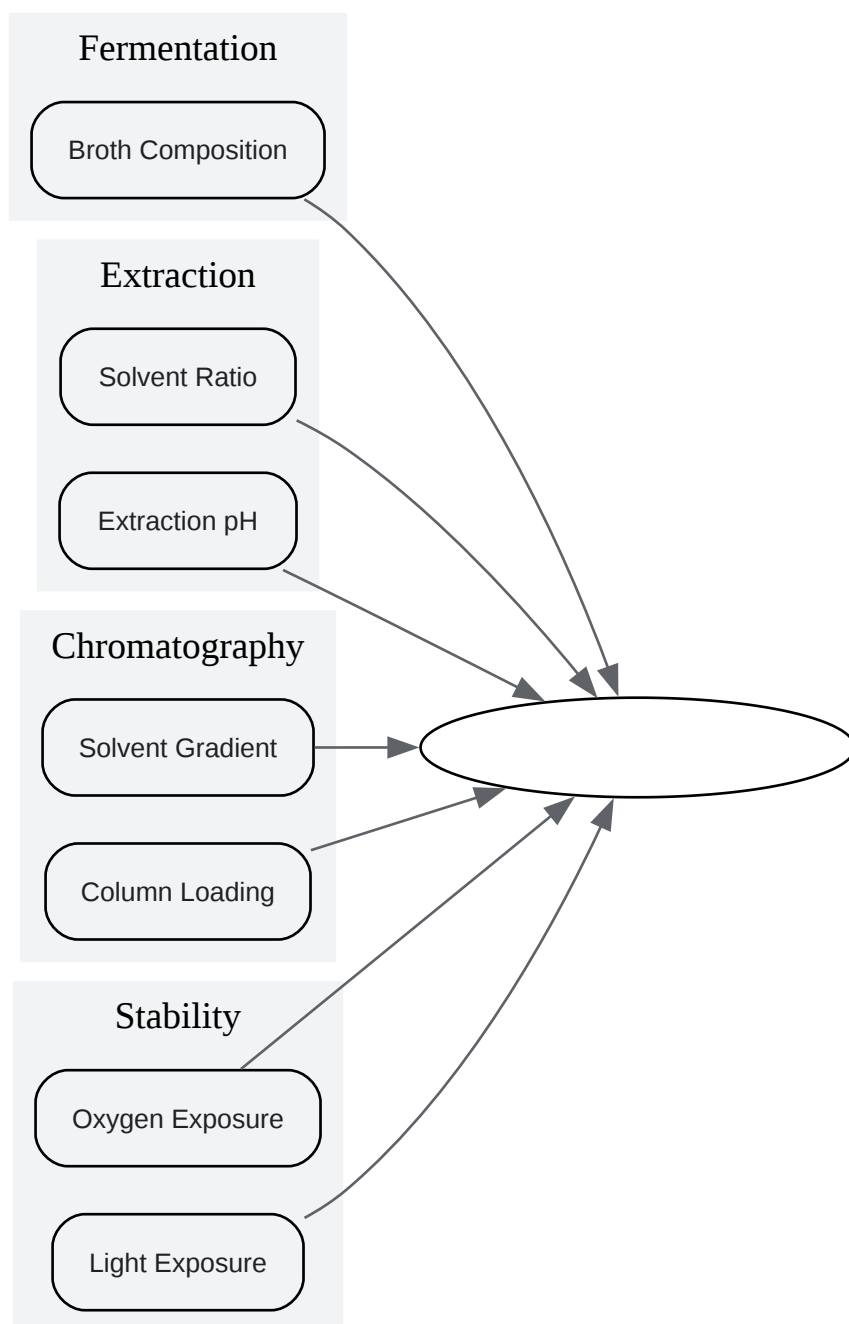 Fermentation
Broth Composition
Extraction
Solvent Ratio
Extraction pH
Chromatography
Solvent Gradient
Column Loading
Stability
Oxygen Exposure
Light Exposure